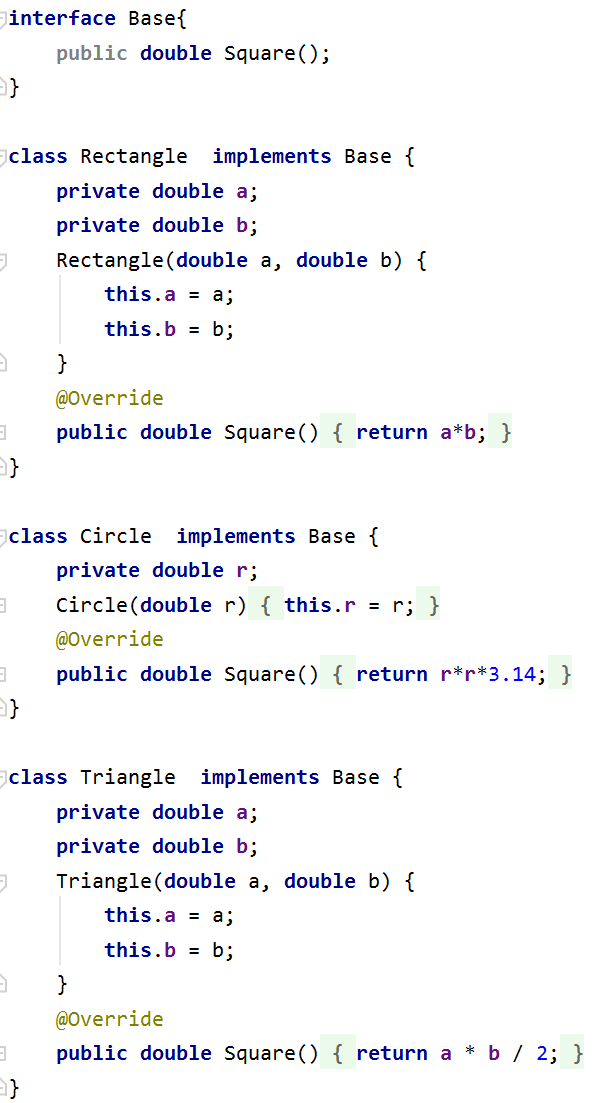 interface Base{
    public double Square();
}

class Rectangle  implements Base {
    private double a;
    private double b;
    Rectangle(double a, double b) {
        this.a = a;
        this.b = b;
    }
    @Override
    public double Square() { return a*b; }
}

class Circle  implements Base {
    private double r;
    Circle(double r) { this.r = r; }
    @Override
    public double Square() { return r*r*3.14; }
}

class Triangle  implements Base {
    private double a;
    private double b;
    Triangle(double a, double b) {
        this.a = a;
        this.b = b;
    }
    @Override
    public double Square() { return a * b / 2; }
}